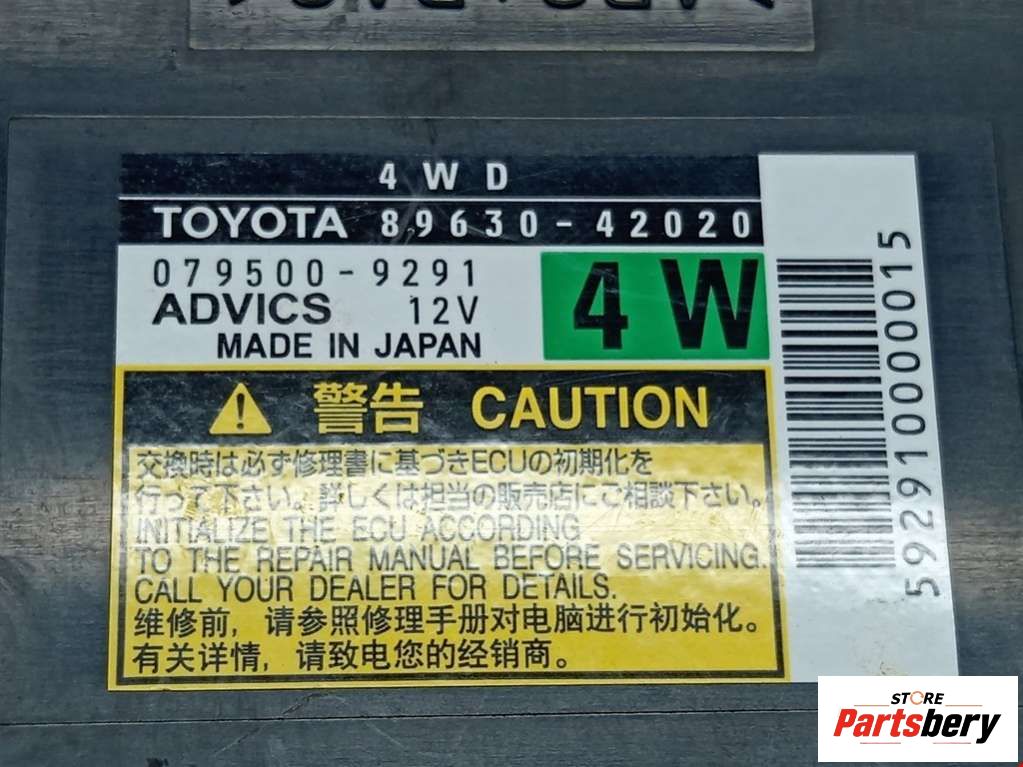 4WD
TOYOTA 89630-42020
079500-9291
ADVICS 12V
MADE IN JAPAN
4W
警告 CAUTION
交換時は必ず修理書に基づきECUの初期化を
行って下さい。詳しくは担当の販売店にご相談下さい。
INITIALIZE THE ECU ACCORDING
TO THE REPAIR MANUAL BEFORE SERVICING.
CALL YOUR DEALER FOR DETAILS.
维修前，请参照修理手册对电脑进行初始化。
有关详情，请致电您的经销商。
592910000015
STORE
Partsbery